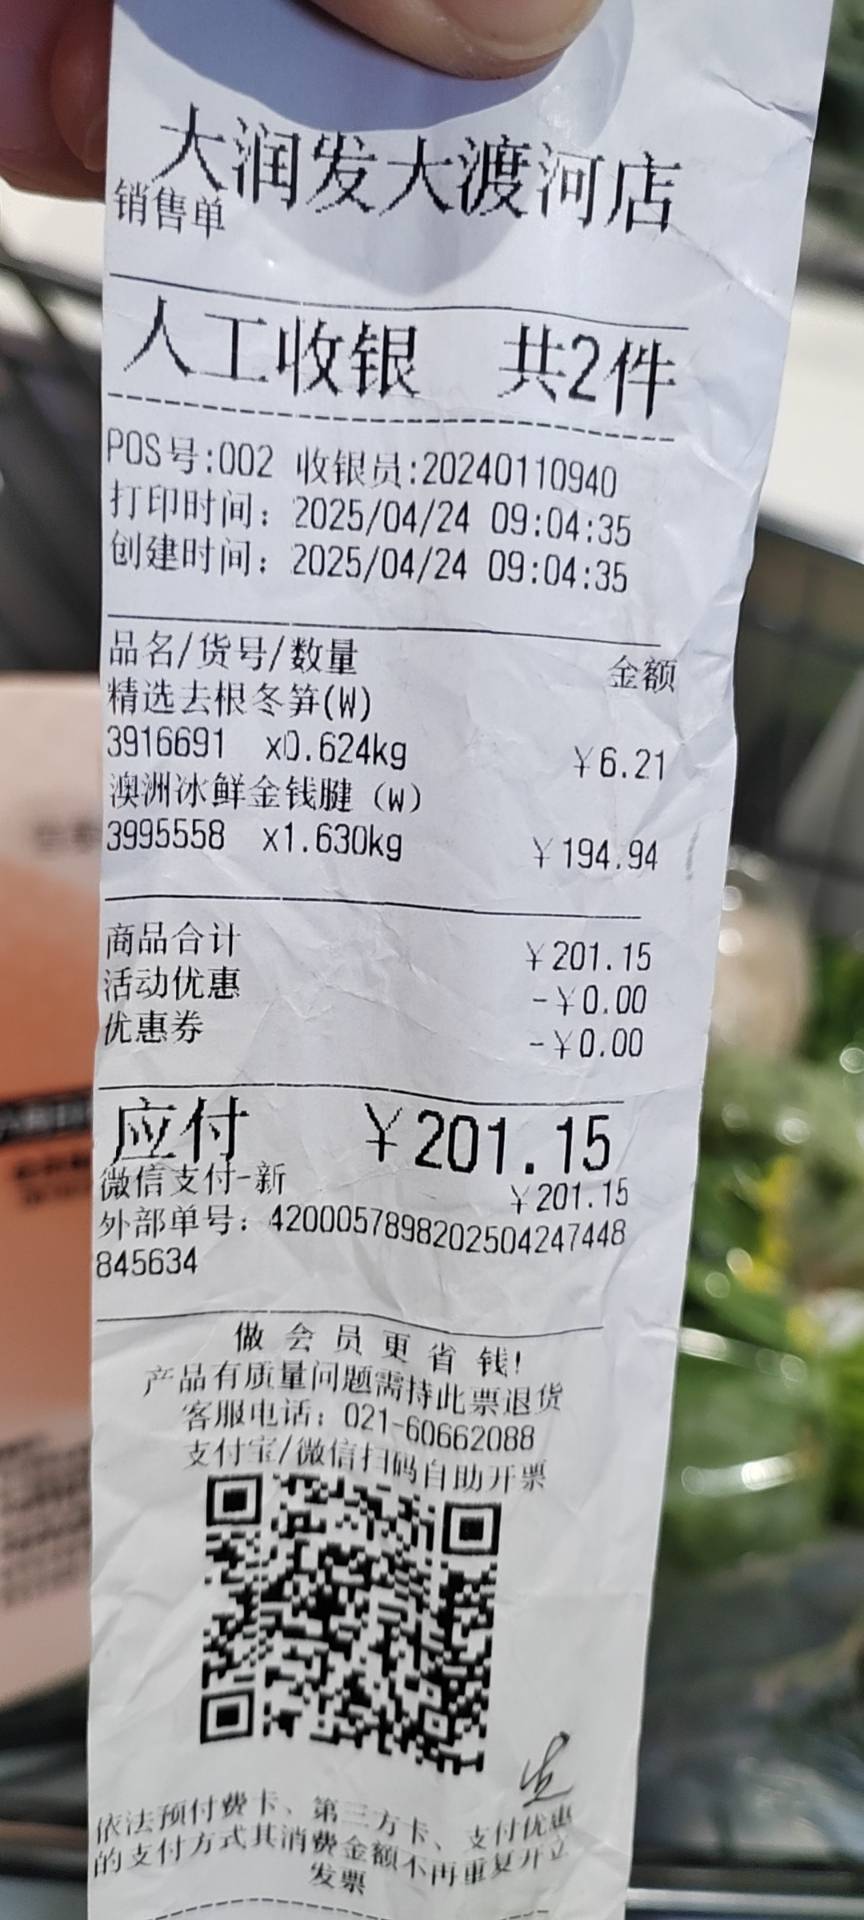 大润发大渡河店
销售单
人工收银 共2件
POS号:002 收银员:20240110940
打印时间：2025/04/24 09:04:35
创建时间：2025/04/24 09:04:35
品名/货号/数量 金额
精选去根冬笋(W)
3916691 x0.624kg ￥6.21
澳洲冰鲜金钱腱（W）
3995558 x1.630kg ￥194.94
商品合计 ￥201.15
活动优惠 -￥0.00
优惠券 -￥0.00
应付 ￥201.15
微信支付-新 ￥201.15
外部单号：4200057898202504247448
845634
做会员更省钱!
产品有质量问题需持此票退货
客服电话：021-60662088
支付宝/微信扫码自助开票
依法预付费卡、第三方卡、支付优惠
的支付方式其消费金额不再重复开立
发票